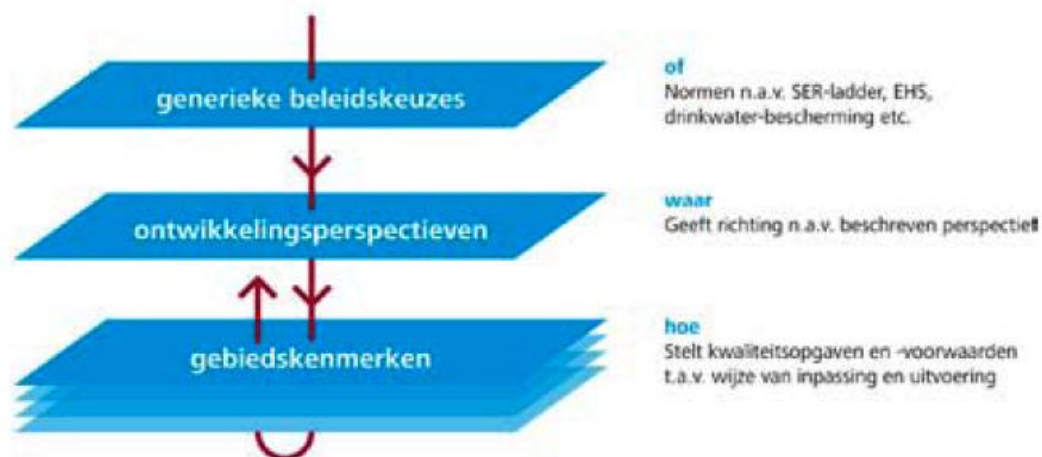 generieke beleidskeuzes
of
Normen n.a.v. SER-ladder, EHS,
drinkwater-bescherming etc.
ontwikkelingsperspectieven
waar
Geeft richting n.a.v. beschreven perspectief
gebiedskenmerken
hoe
Stelt kwaliteitsopgaven en -voorwaarden
t.a.v. wijze van inpassing en uitvoering